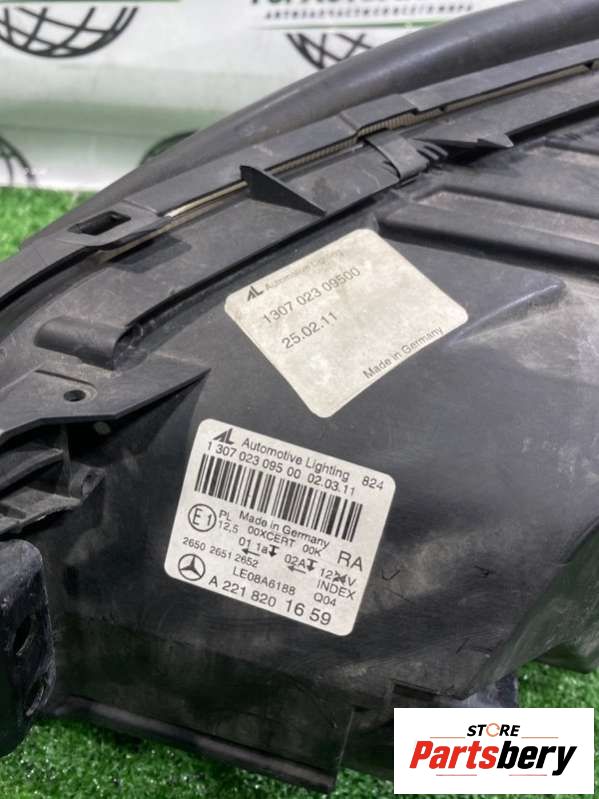 AL Automotive Lighting
1307 023 09500
25.02.11
Made in Germany
AL Automotive Lighting 824
1 307 023 095 00 02.03.11
E1 PL Made in Germany RA
12,5 00XCERT 00K
01 1a 02A 12V
2650 2651 2652 INDEX
LE08A6188 Q04
A 221 820 16 59
STORE
Partsbery